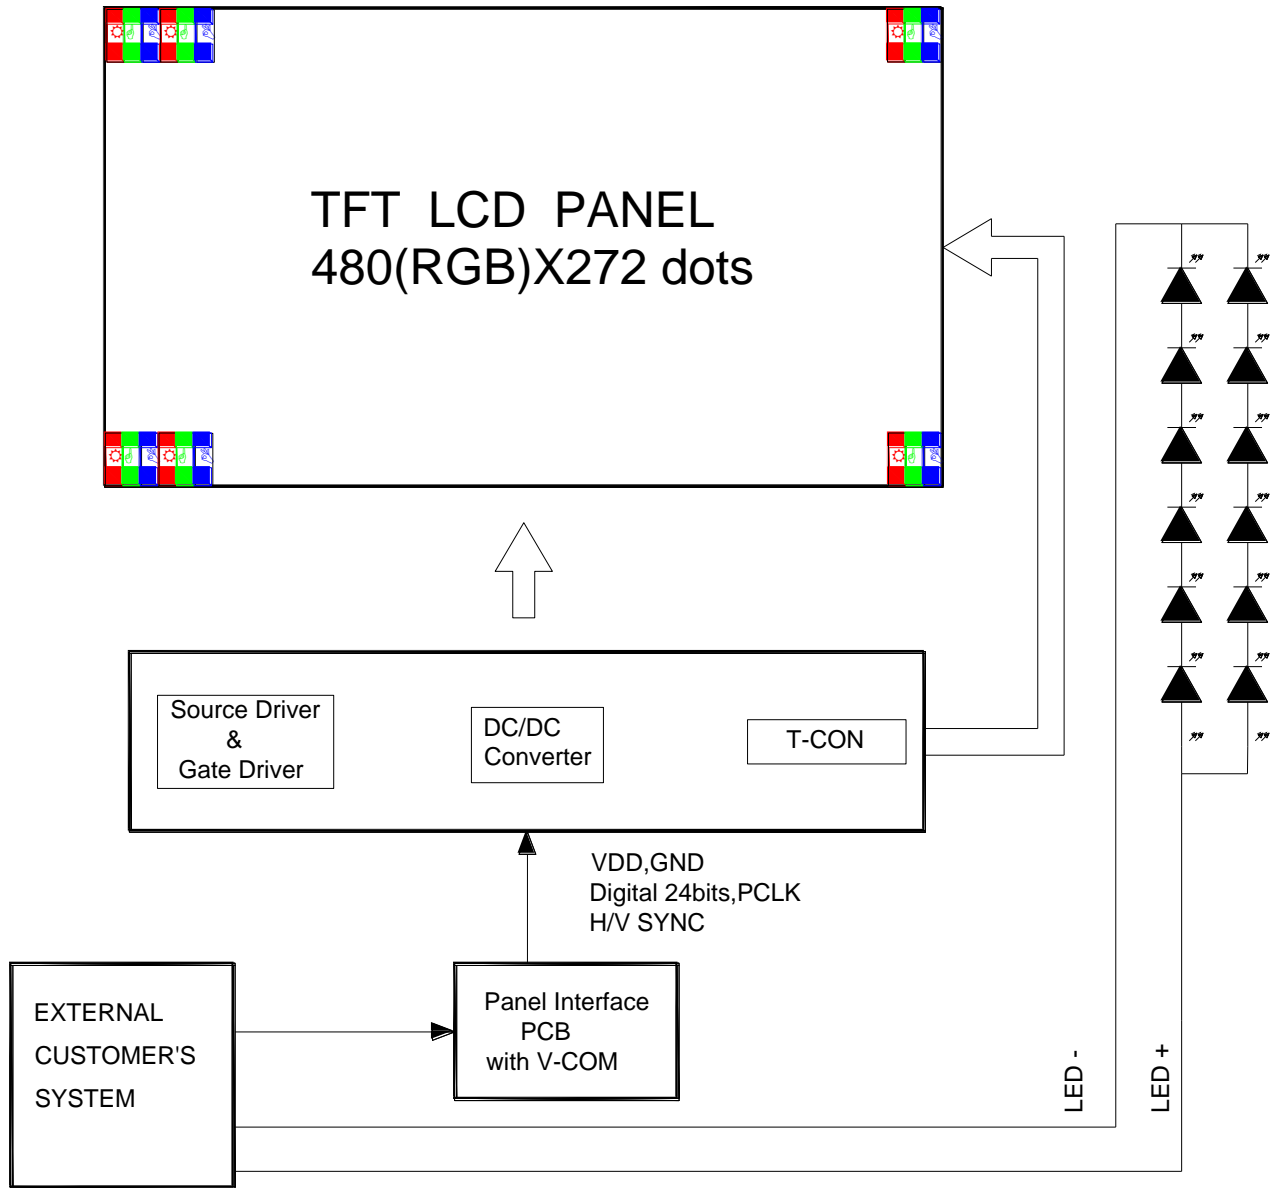 TFT LCD PANEL
480(RGB)X272 dots
Source Driver
&
Gate Driver
DC/DC
Converter
T-CON
VDD,GND
Digital 24bits,PCLK
H/V SYNC
EXTERNAL
CUSTOMER'S
SYSTEM
Panel Interface
PCB
with V-COM
LED -
LED +